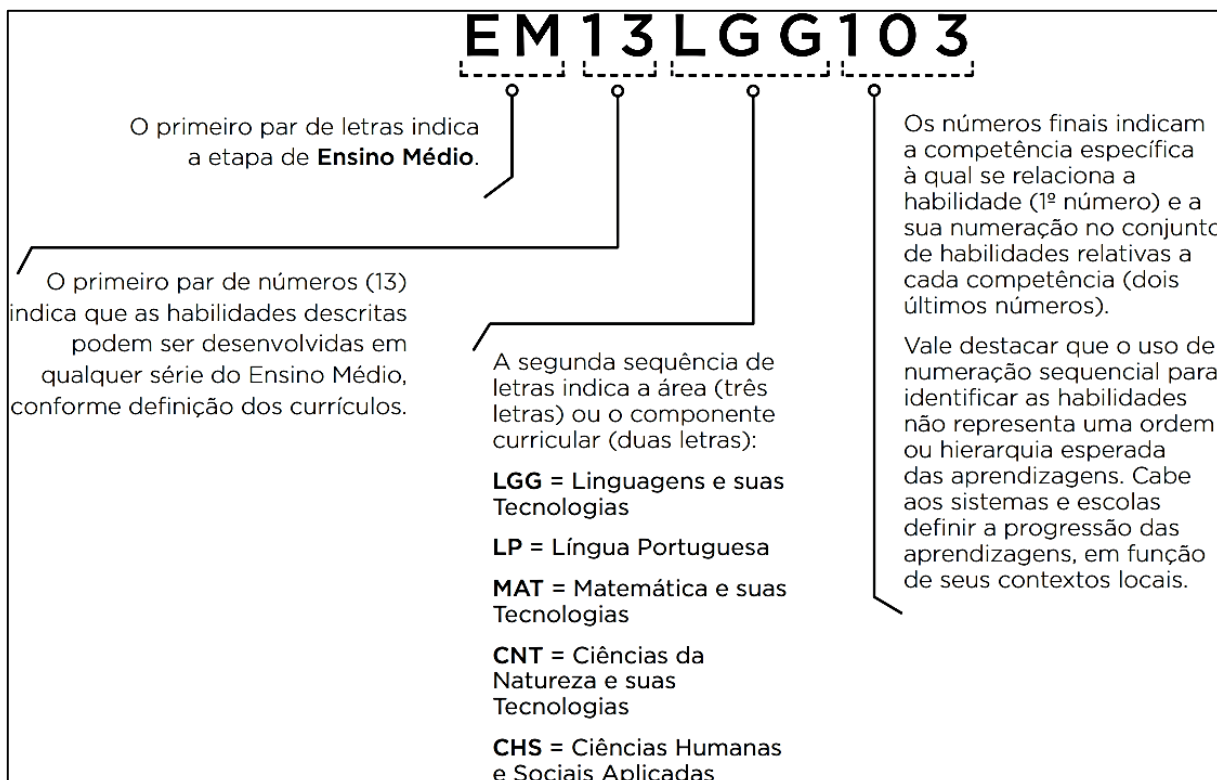 EM13LGG103
O primeiro par de letras indica
a etapa de Ensino Médio.
O primeiro par de números (13)
indica que as habilidades descritas
podem ser desenvolvidas em
qualquer série do Ensino Médio,
conforme definição dos currículos.
A segunda sequência de
letras indica a área (três
letras) ou o componente
curricular (duas letras):
LGG = Linguagens e suas
Tecnologias
LP = Língua Portuguesa
MAT = Matemática e suas
Tecnologias
CNT = Ciências da
Natureza e suas
Tecnologias
CHS = Ciências Humanas
e Sociais Aplicadas
Os números finais indicam
a competência específica
à qual se relaciona a
habilidade (1º número) e a
sua numeração no conjunto
de habilidades relativas a
cada competência (dois
últimos números).
Vale destacar que o uso de
numeração sequencial para
identificar as habilidades
não representa uma ordem
ou hierarquia esperada
das aprendizagens. Cabe
aos sistemas e escolas
definir a progressão das
aprendizagens, em função
de seus contextos locais.